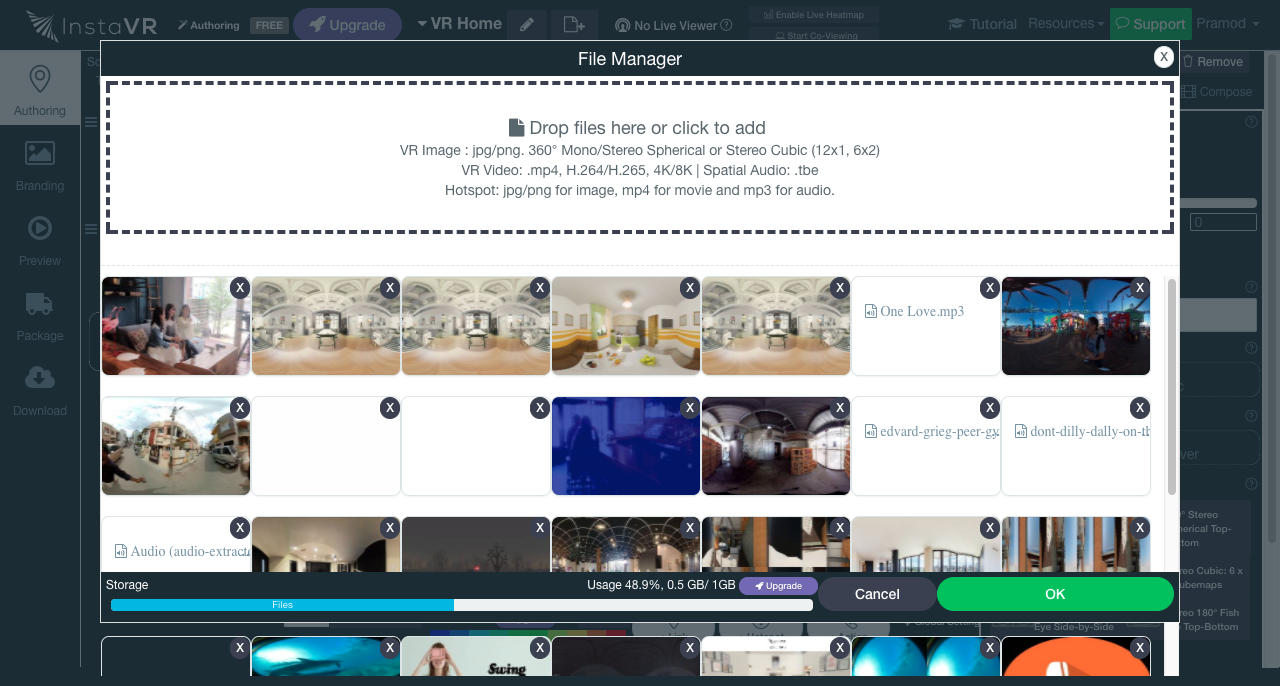 InstaVR
Authoring
FREE
Upgrade
VR Home
No Live Viewer
Enable Live Heatmap
Start Co-Viewing
Tutorial
Resources
Support
Pramod
File Manager
X
Remove
Compose
Authoring
Branding
Preview
Package
Download
Drop files here or click to add
VR Image : jpg/png. 360° Mono/Stereo Spherical or Stereo Cubic (12x1, 6x2)
VR Video: .mp4, H.264/H.265, 4K/8K | Spatial Audio: .tbe
Hotspot: jpg/png for image, mp4 for movie and mp3 for audio.
0
X X X X X X X
One Love.mp3
X X X X X X X
edvard-grieg-peer-gy
dont-dilly-dally-on-th
X X X X X X X
Audio (audio-extract
Storage
Usage 48.9%, 0.5 GB/ 1GB
Upgrade
Files
Cancel
OK
° Stereo
erical Top-
tom
reo Cubic: 6 x
ubemaps
reo 180° Fish
Eye Side-by-Side
Top-Bottom
Global Setting
X X X X X X X
Swing